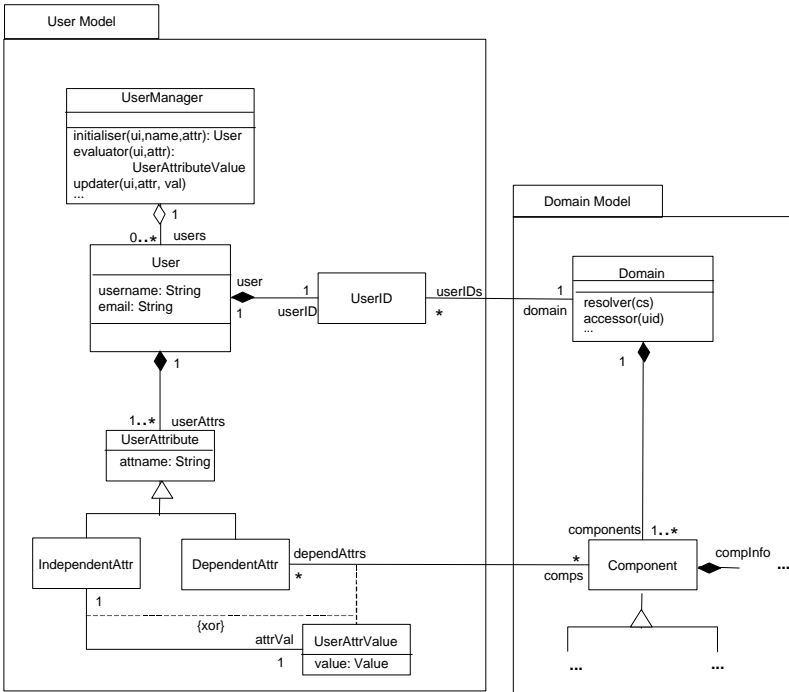 User Model
UserManager
initialiser(ui,name,attr): User
evaluator(ui,attr):
UserAttributeValue
updater(ui,attr, val)
...
1
0..* users
User
username: String
email: String
user
1
1
userID
UserID
userIDs
*
1
domain
Domain Model
Domain
resolver(cs)
accessor(uid)
...
1
1
1..* userAttrs
UserAttribute
attname: String
IndependentAttr
DependentAttr
dependAttrs
*
components 1..*
*
comps
Component
compInfo
...
1
{xor}
attrVal
1
UserAttrValue
value: Value
...
...